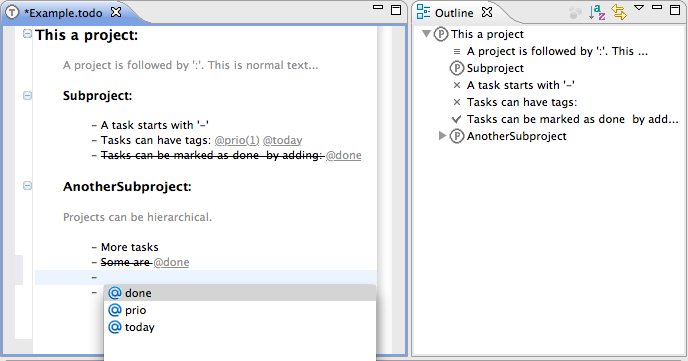 *Example.todo
This a project:
A project is followed by ':'. This is normal text...
Subproject:
- A task starts with '-'
- Tasks can have tags: @prio(1) @today
- Tasks can be marked as done  by adding: @done
AnotherSubproject:
Projects can be hierarchical.
- More tasks
- Some are @done
-
-
@ done
@ prio
@ today
Outline
This a project
A project is followed by ':'. This ...
Subproject
A task starts with '-'
Tasks can have tags:
Tasks can be marked as done  by add...
AnotherSubproject